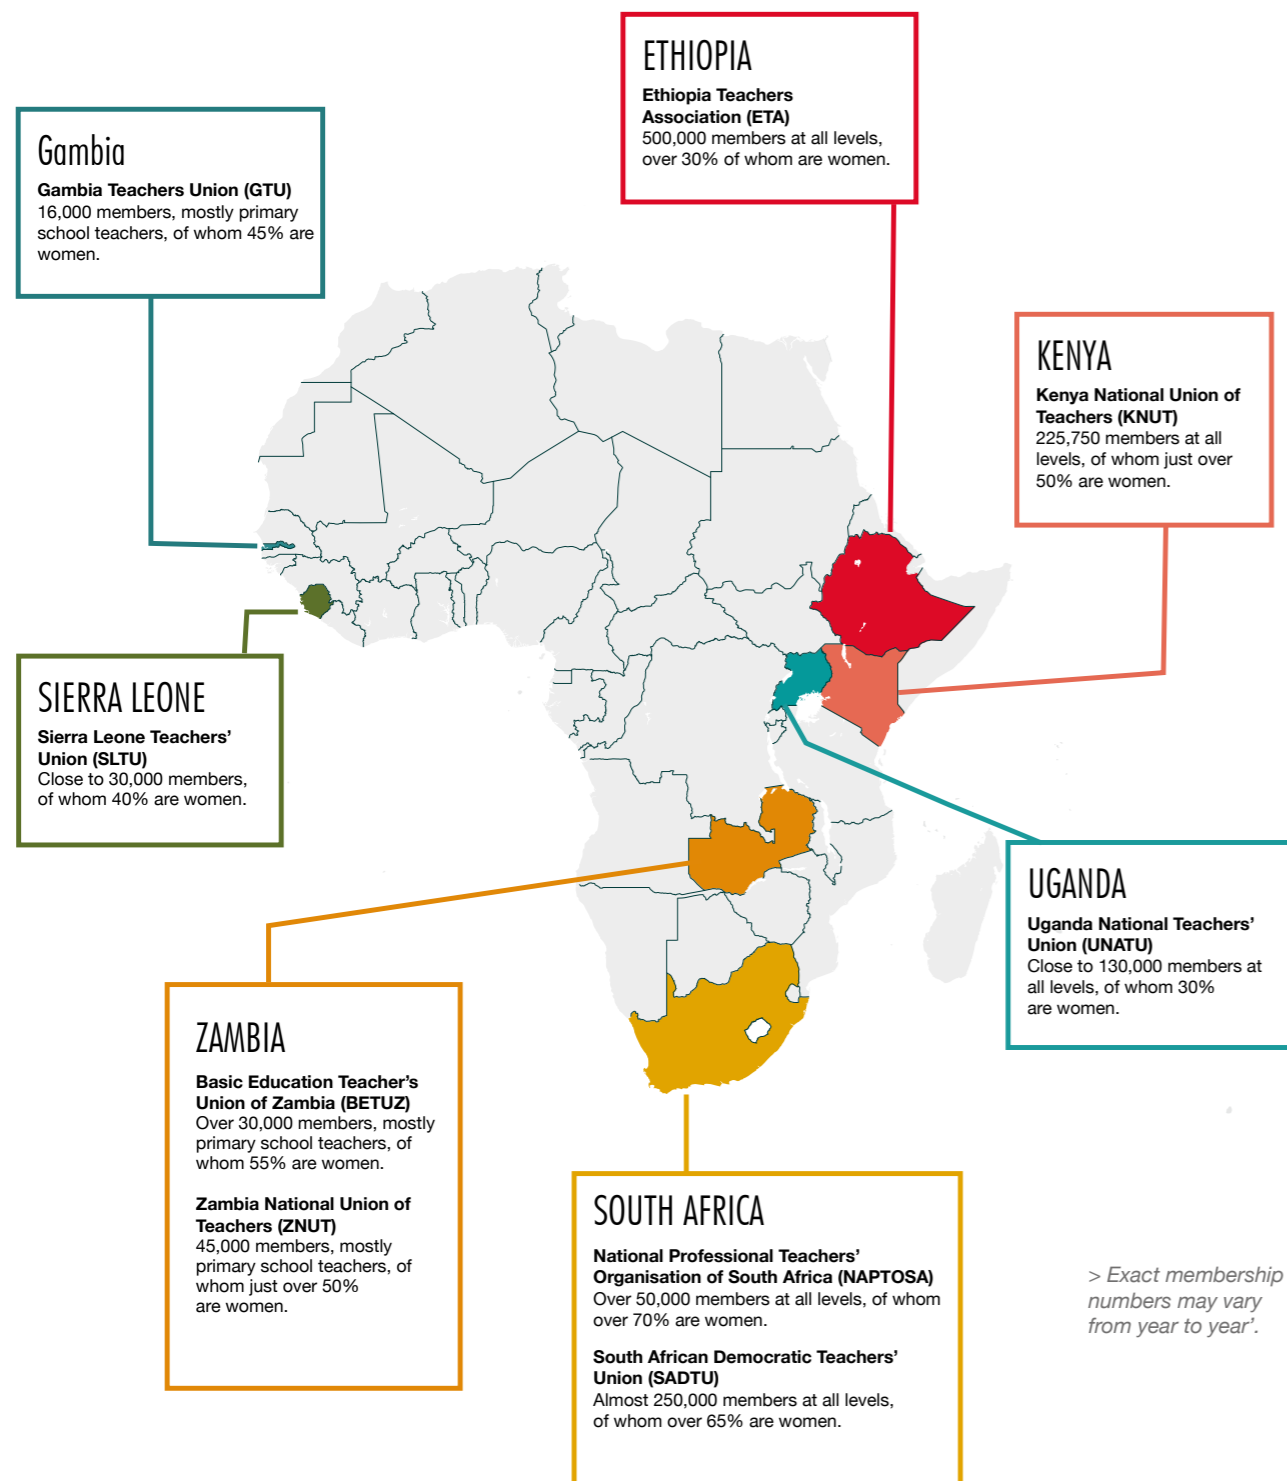 ETHIOPIA
Ethiopia Teachers
Association (ETA)
500,000 members at all levels,
over 30% of whom are women.
Gambia
Gambia Teachers Union (GTU)
16,000 members, mostly primary
school teachers, of whom 45% are
women.
KENYA
Kenya National Union of
Teachers (KNUT)
225,750 members at all
levels, of whom just over
50% are women.
SIERRA LEONE
Sierra Leone Teachers’
Union (SLTU)
Close to 30,000 members,
of whom 40% are women.
UGANDA
Uganda National Teachers’
Union (UNATU)
Close to 130,000 members at
all levels, of whom 30%
are women.
ZAMBIA
Basic Education Teacher’s
Union of Zambia (BETUZ)
Over 30,000 members, mostly
primary school teachers, of
whom 55% are women.
Zambia National Union of
Teachers (ZNUT)
45,000 members, mostly
primary school teachers, of
whom just over 50%
are women.
SOUTH AFRICA
National Professional Teachers’
Organisation of South Africa (NAPTOSA)
Over 50,000 members at all levels, of whom
over 70% are women.
South African Democratic Teachers’
Union (SADTU)
Almost 250,000 members at all levels,
of whom over 65% are women.
> Exact membership
numbers may vary
from year to year’.